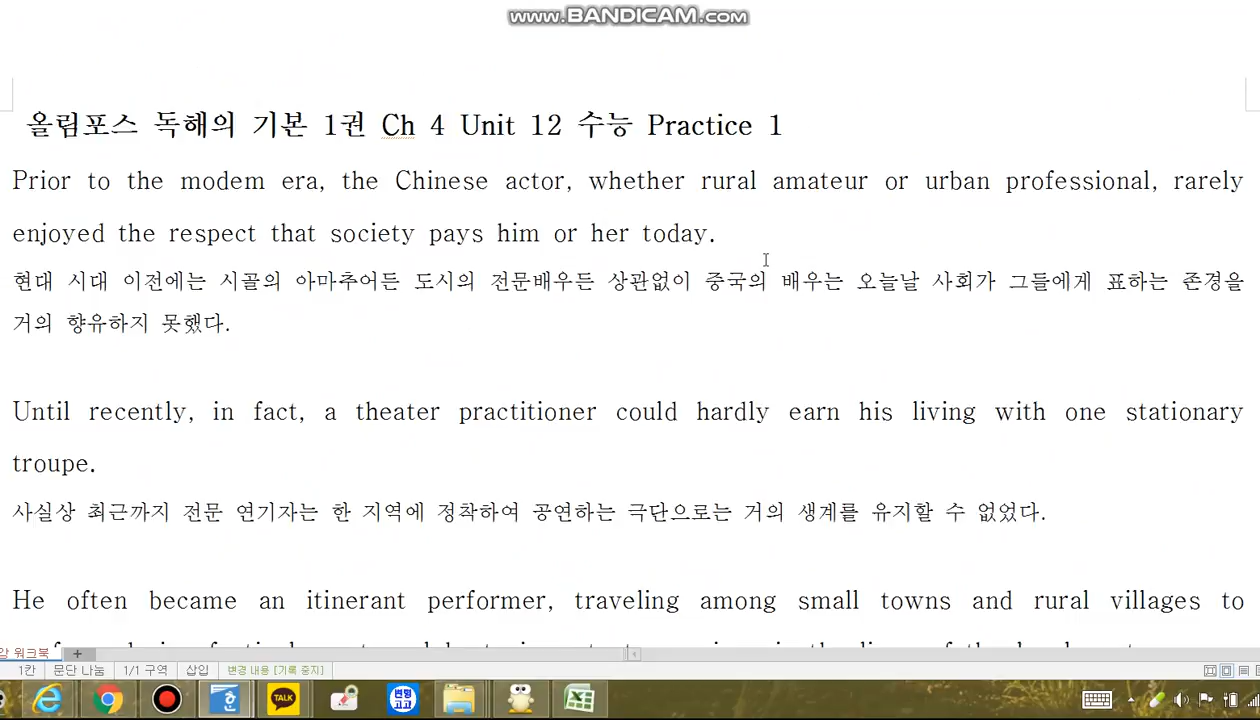 www.BANDICAM.com
올림포스 독해의 기본 1권 Ch 4 Unit 12 수능 Practice 1
Prior to the modem era, the Chinese actor, whether rural amateur or urban professional, rarely
enjoyed the respect that society pays him or her today.
현대 시대 이전에는 시골의 아마추어든 도시의 전문배우든 상관없이 중국의 배우는 오늘날 사회가 그들에게 표하는 존경을
거의 향유하지 못했다.
Until recently, in fact, a theater practitioner could hardly earn his living with one stationary
troupe.
사실상 최근까지 전문 연기자는 한 지역에 정착하여 공연하는 극단으로는 거의 생계를 유지할 수 없었다.
He often became an itinerant performer, traveling among small towns and rural villages to
암 워크북
1칸 문단 나눔 1/1 구역 삽입 변경 내용 [기록 중지]
한 TALK 변형 고고